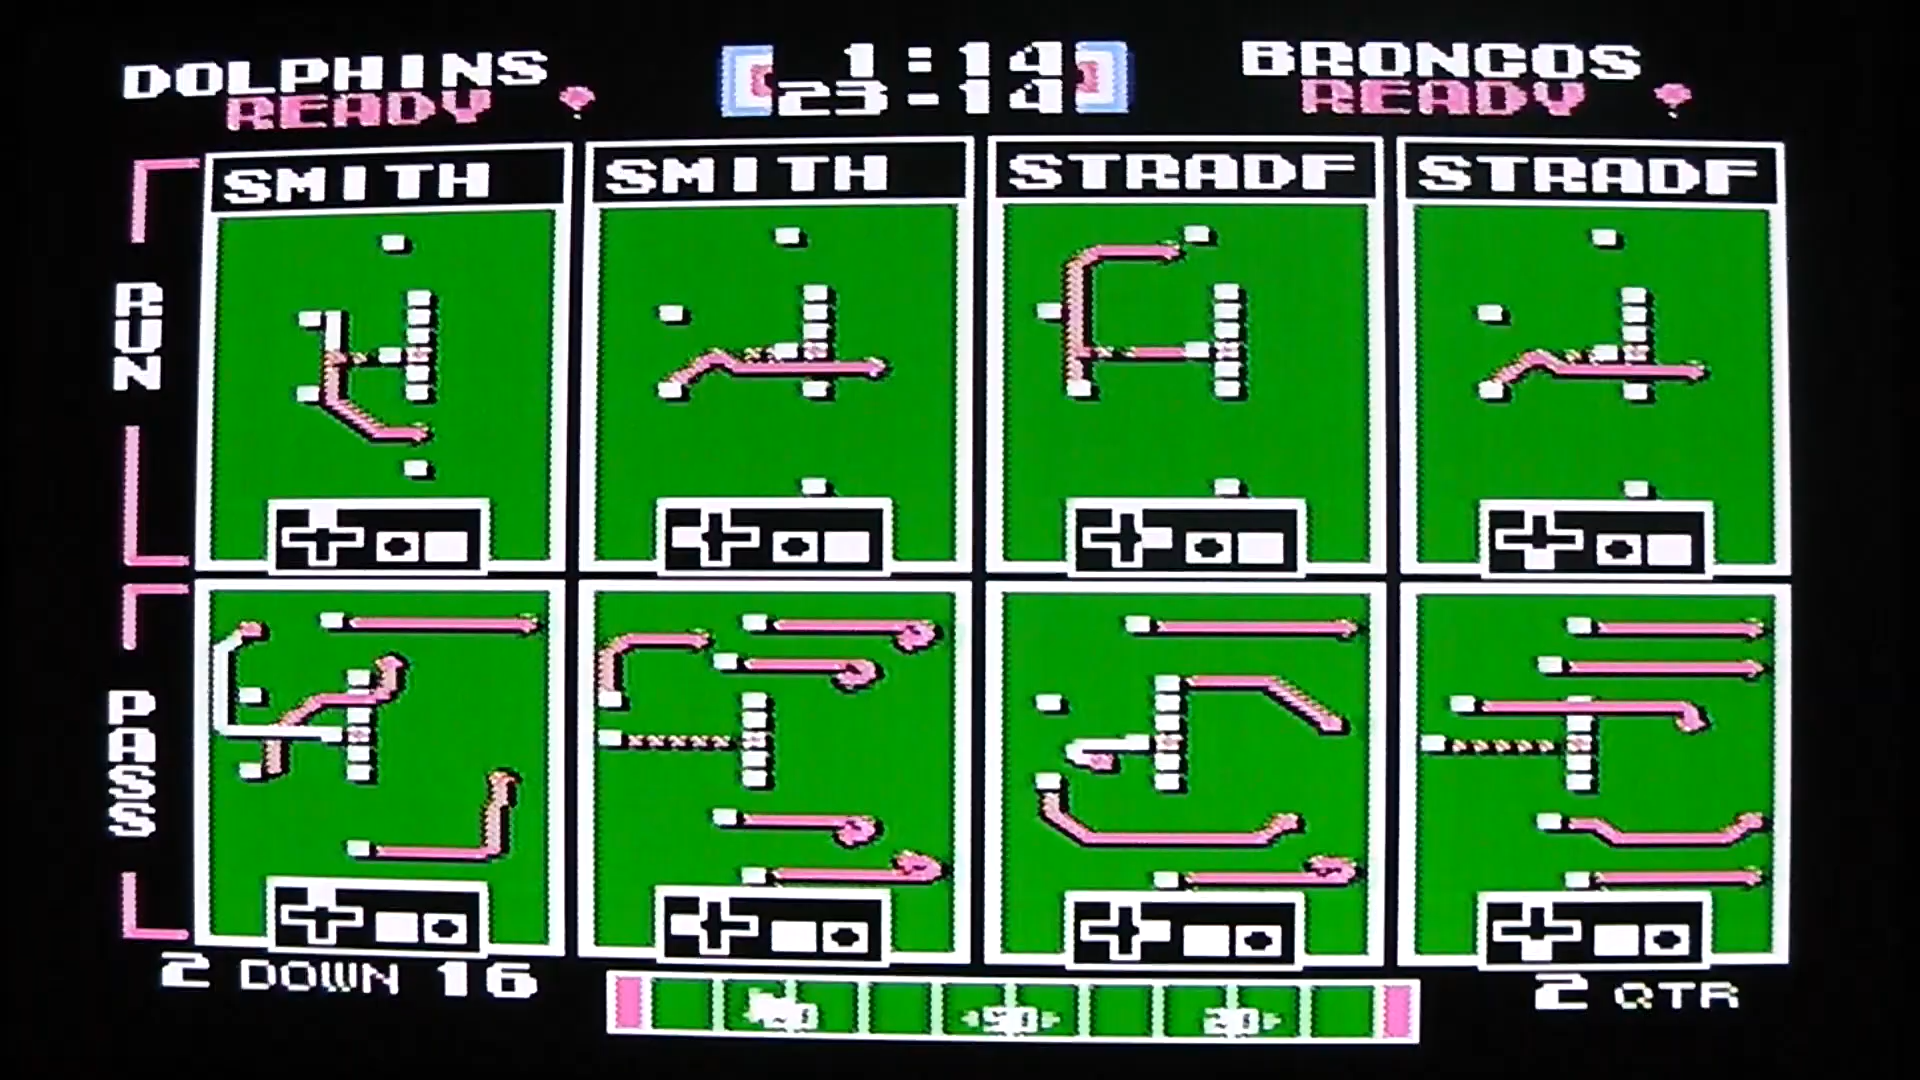 DOLPHINS 1:14 BRONCOS
READY 23-14 READY
SMITH SMITH STRADF STRADF
RUN
PASS
2 DOWN 16 2 QTR
20 50 20